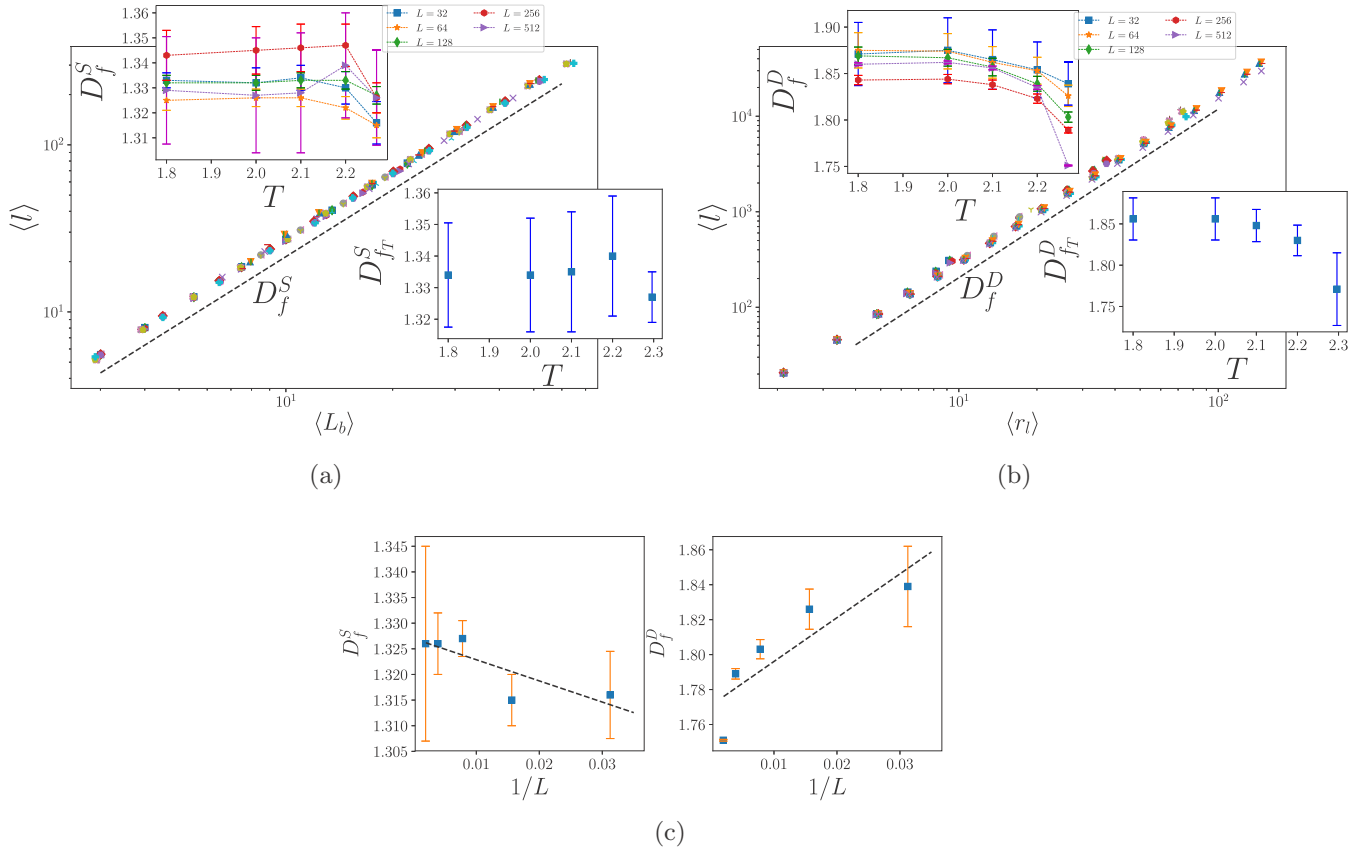 1.36
1.35
1.34
1.33
1.32
1.31
D_f^S
1.8 1.9 2.0 2.1 2.2
T
L = 32
L = 64
L = 128
L = 256
L = 512
10^2
10^1
⟨l⟩
D_f^S
1.36
1.35
1.34
1.33
1.32
D_{f_T}^S
1.8 1.9 2.0 2.1 2.2 2.3
T
10^1
⟨L_b⟩
(a)
1.90
1.85
1.80
1.75
D_f^D
1.8 1.9 2.0 2.1 2.2
T
L = 32
L = 64
L = 128
L = 256
L = 512
10^4
10^3
10^2
⟨l⟩
D_f^D
1.85
1.80
1.75
D_{f_T}^D
1.8 1.9 2.0 2.1 2.2 2.3
T
10^1 10^2
⟨r_l⟩
(b)
1.345
1.340
1.335
1.330
1.325
1.320
1.315
1.310
1.305
D_f^S
0.01 0.02 0.03
1/L
1.86
1.84
1.82
1.80
1.78
1.76
D_f^D
0.01 0.02 0.03
1/L
(c)